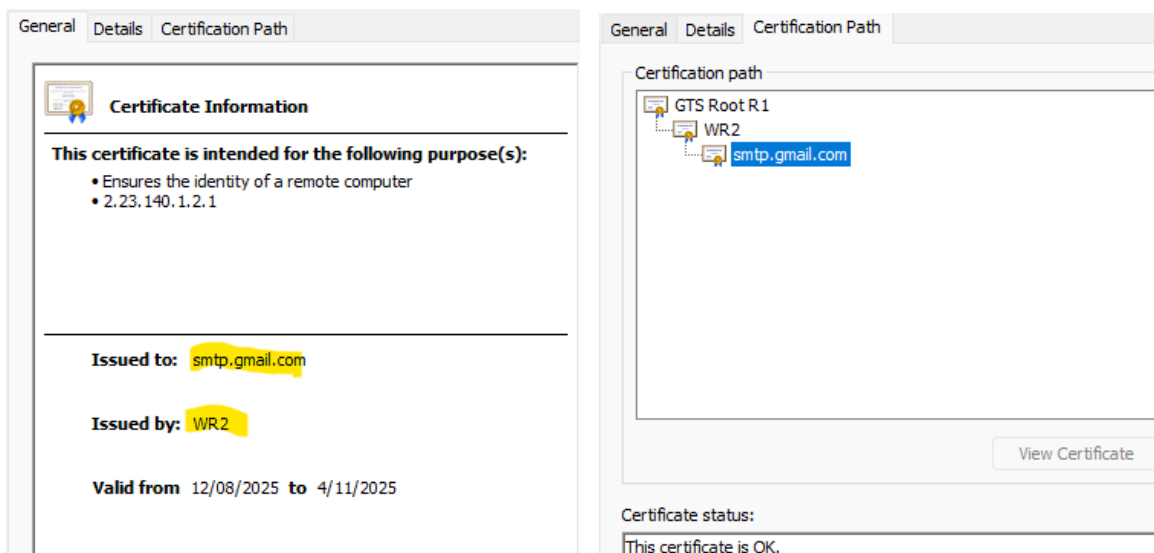 General Details Certification Path
Certificate Information
This certificate is intended for the following purpose(s):
• Ensures the identity of a remote computer
• 2.23.140.1.2.1
Issued to: smtp.gmail.com
Issued by: WR2
Valid from 12/08/2025 to 4/11/2025
General Details Certification Path
Certification path
GTS Root R1
WR2
smtp.gmail.com
View Certificate
Certificate status:
This certificate is OK.